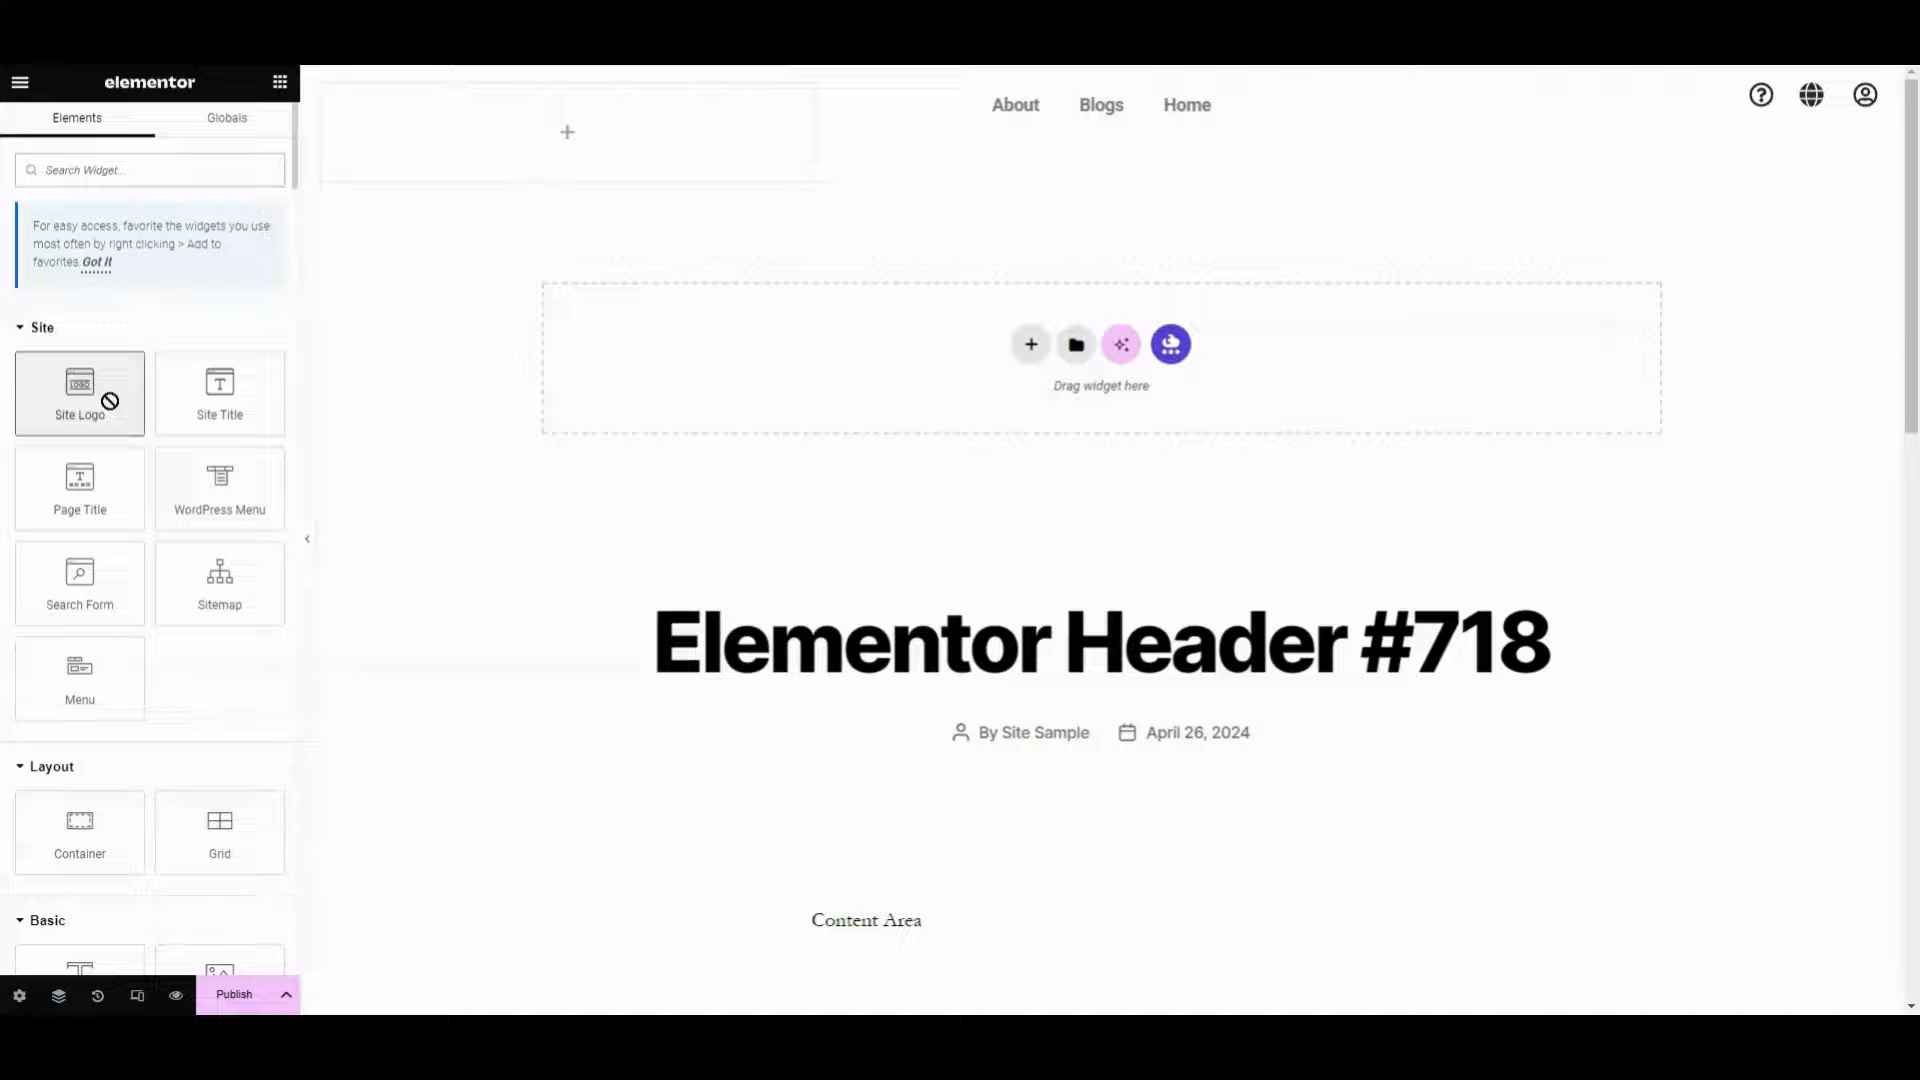 elementor
Elements
Globals
Search Widget...
For easy access, favorite the widgets you use
most often by right clicking > Add to
favorites. Got It
Site
LOGO
Site Logo
Site Title
Page Title
WordPress Menu
Search Form
Sitemap
Menu
Layout
Container
Grid
Basic
Publish
About
Blogs
Home
Drag widget here
Elementor Header #718
By Site Sample
April 26, 2024
Content Area